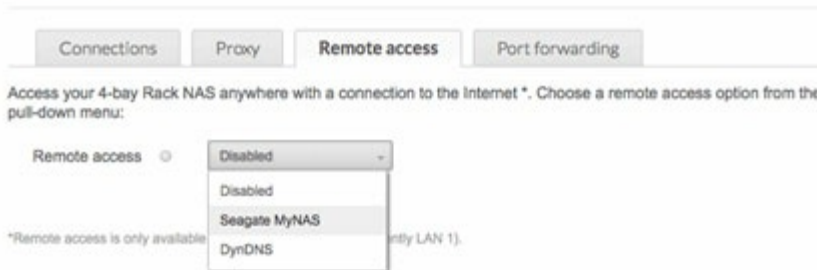 Connections Proxy Remote access Port forwarding
Access your 4-bay Rack NAS anywhere with a connection to the Internet *. Choose a remote access option from the
pull-down menu:
Remote access Disabled
Disabled
Seagate MyNAS
*Remote access is only available ntly LAN 1).
DynDNS